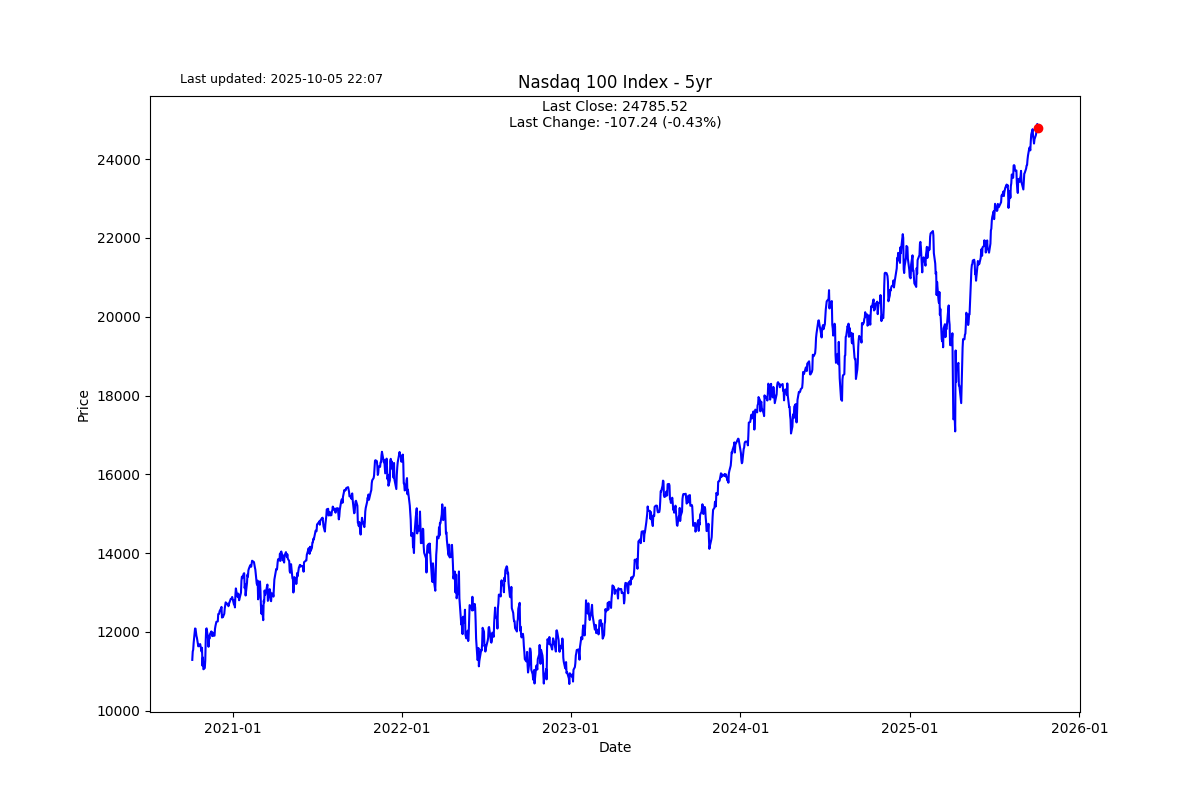 Last updated: 2025-10-05 22:07
Nasdaq 100 Index - 5yr
Last Close: 24785.52
Last Change: -107.24 (-0.43%)
24000
22000
20000
18000
16000
14000
12000
10000
Price
2021-01 2022-01 2023-01 2024-01 2025-01 2026-01
Date